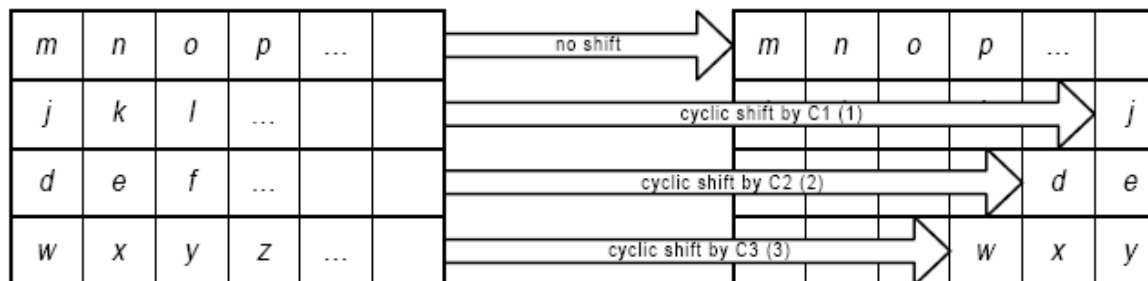 m n o p ... no shift m n o p ...
j k l ... cyclic shift by C1 (1) j
d e f ... cyclic shift by C2 (2) d e
w x y z ... cyclic shift by C3 (3) w x y